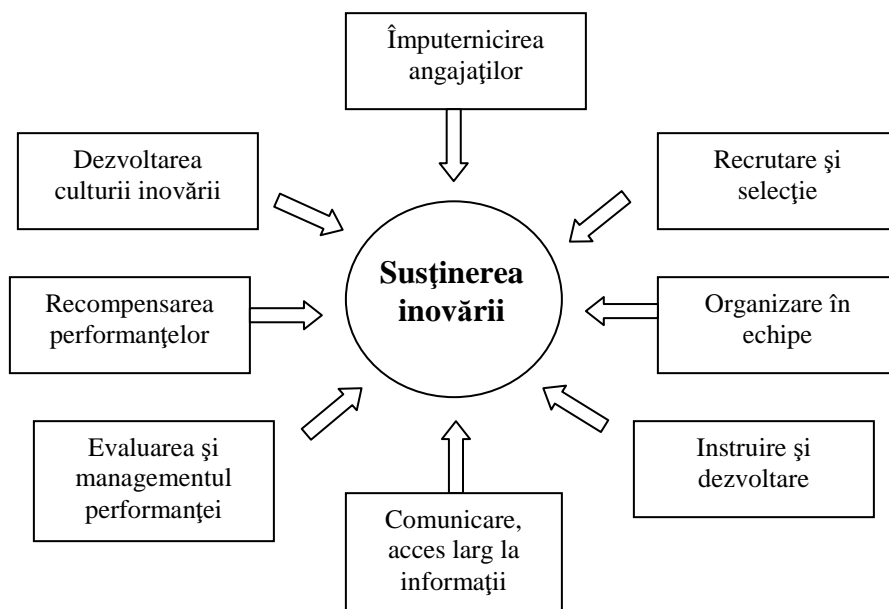 Împuternicirea
angajaţilor
Dezvoltarea
culturii inovării
Recrutare şi
selecţie
Susţinerea
inovării
Recompensarea
performanţelor
Organizare în
echipe
Evaluarea şi
managementul
performanţei
Instruire şi
dezvoltare
Comunicare,
acces larg la
informaţii